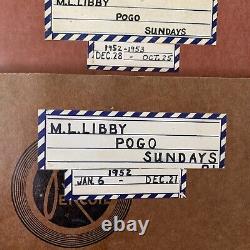 M.L.LIBBY
POGO
SUNDAYS
1952-1953
DEC.28 - OCT.25
M.L.LIBBY
POGO
SUNDAYS
1952
JAN.6 - DEC.21